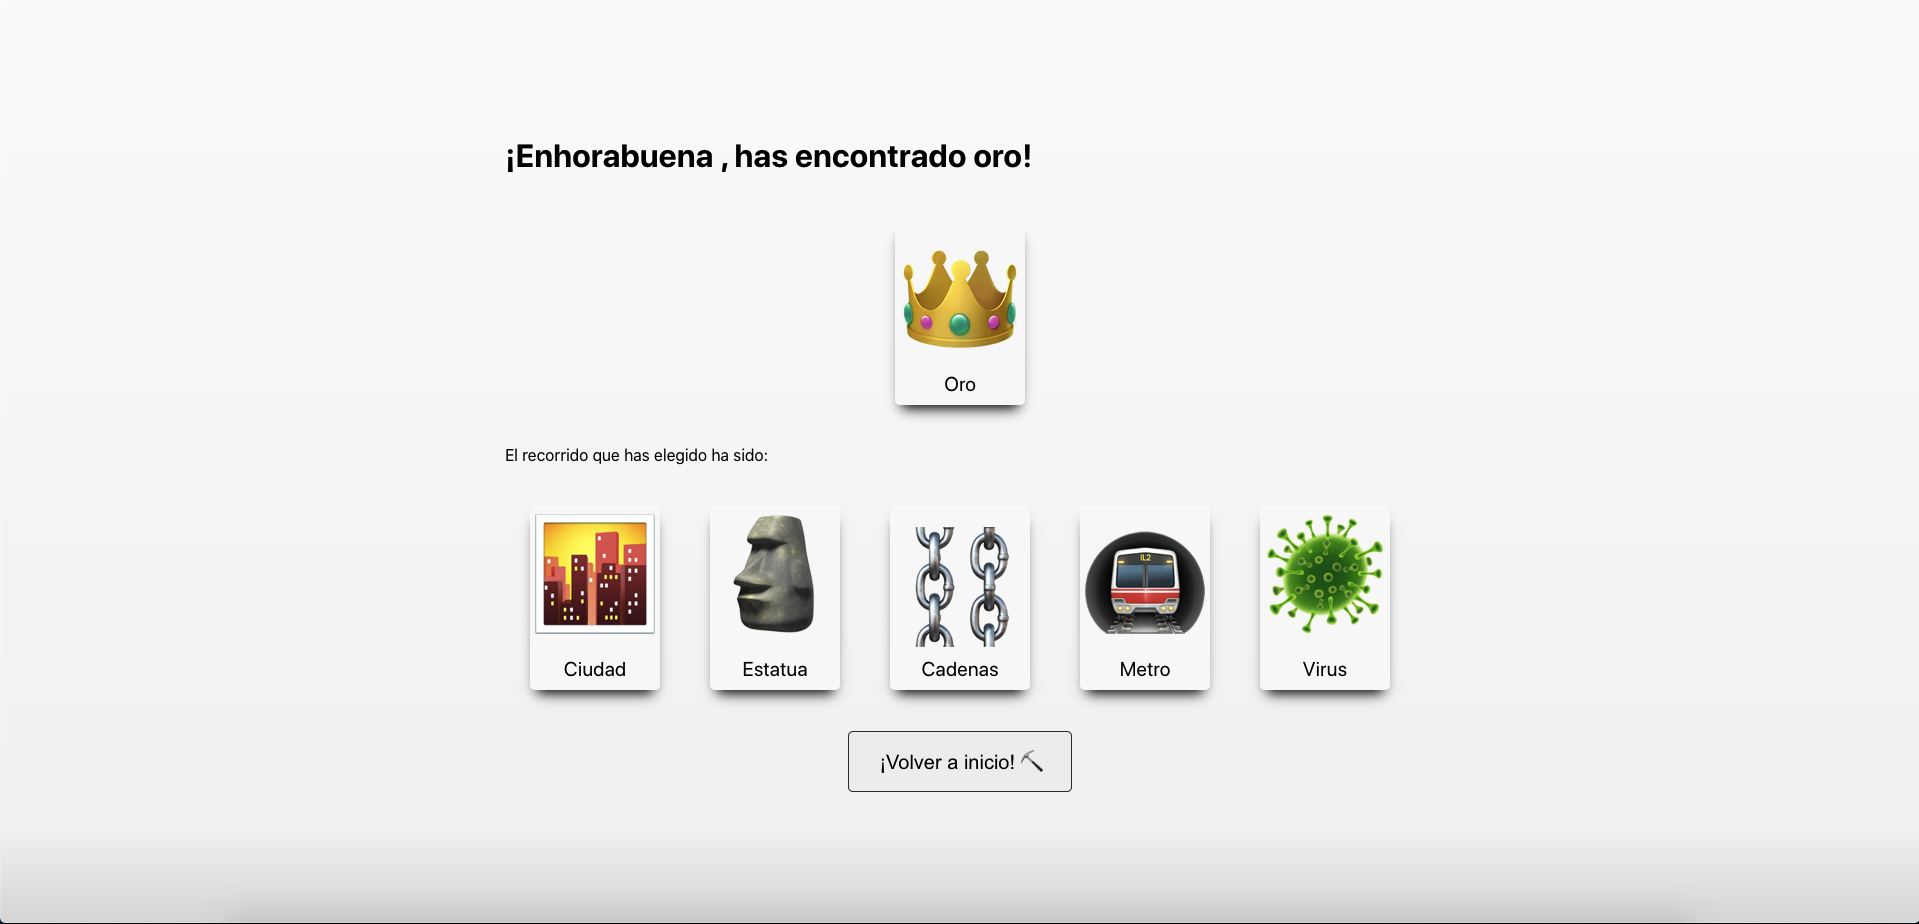 ¡Enhorabuena , has encontrado oro!
Oro
El recorrido que has elegido ha sido:
IL2
Ciudad
Estatua
Cadenas
Metro
Virus
¡Volver a inicio!